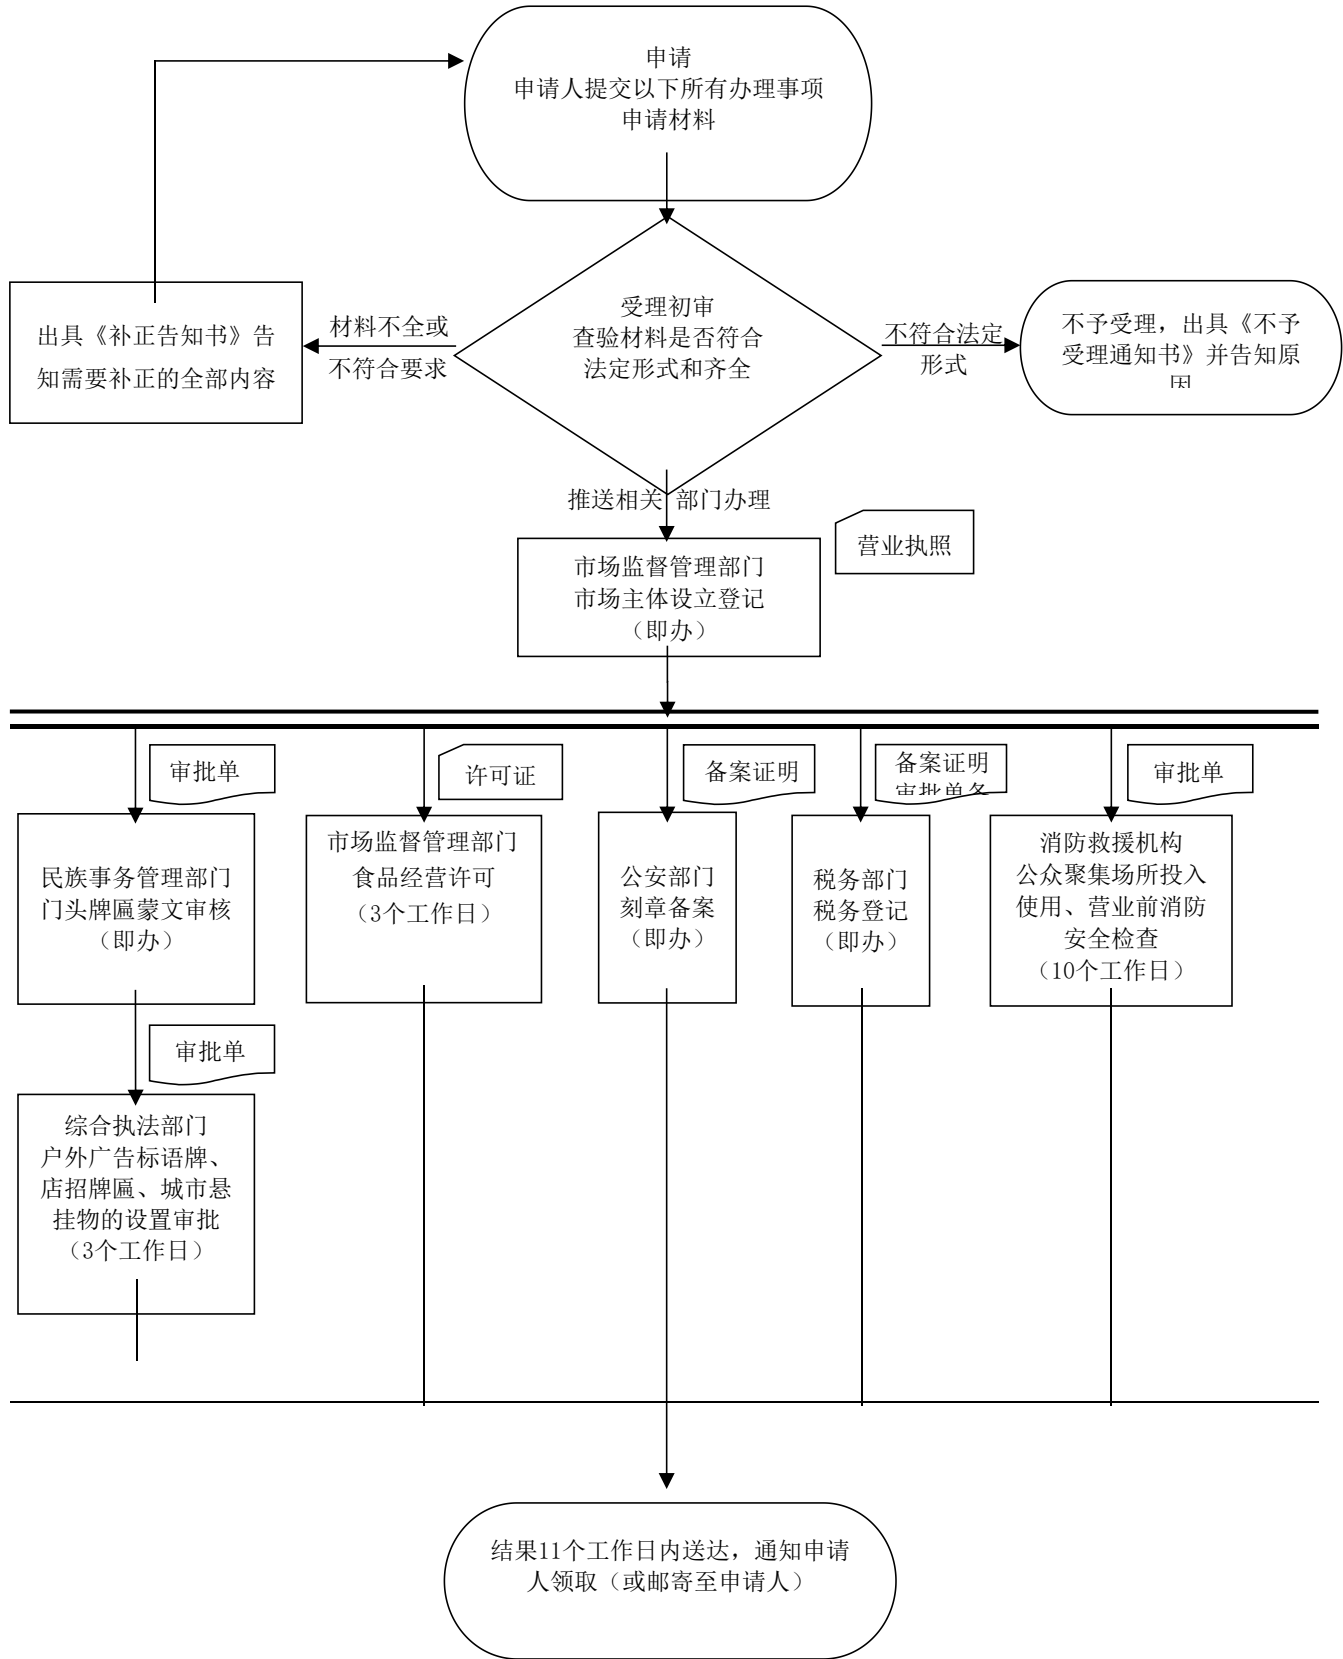 申请
申请人提交以下所有办理事项
申请材料
受理初审
查验材料是否符合
法定形式和齐全
材料不全或
不符合要求
出具《补正告知书》告
知需要补正的全部内容
不符合法定
形式
不予受理，出具《不予
受理通知书》并告知原
因
推送相关 部门办理
营业执照
市场监督管理部门
市场主体设立登记
（即办）
审批单
许可证
备案证明
备案证明
审批单
民族事务管理部门
门头牌匾蒙文审核
（即办）
市场监督管理部门
食品经营许可
（3个工作日）
公安部门
刻章备案
（即办）
税务部门
税务登记
（即办）
消防救援机构
公众聚集场所投入
使用、营业前消防
安全检查
（10个工作日）
审批单
审批单
综合执法部门
户外广告标语牌、
店招牌匾、城市悬
挂物的设置审批
（3个工作日）
结果11个工作日内送达，通知申请
人领取（或邮寄至申请人）